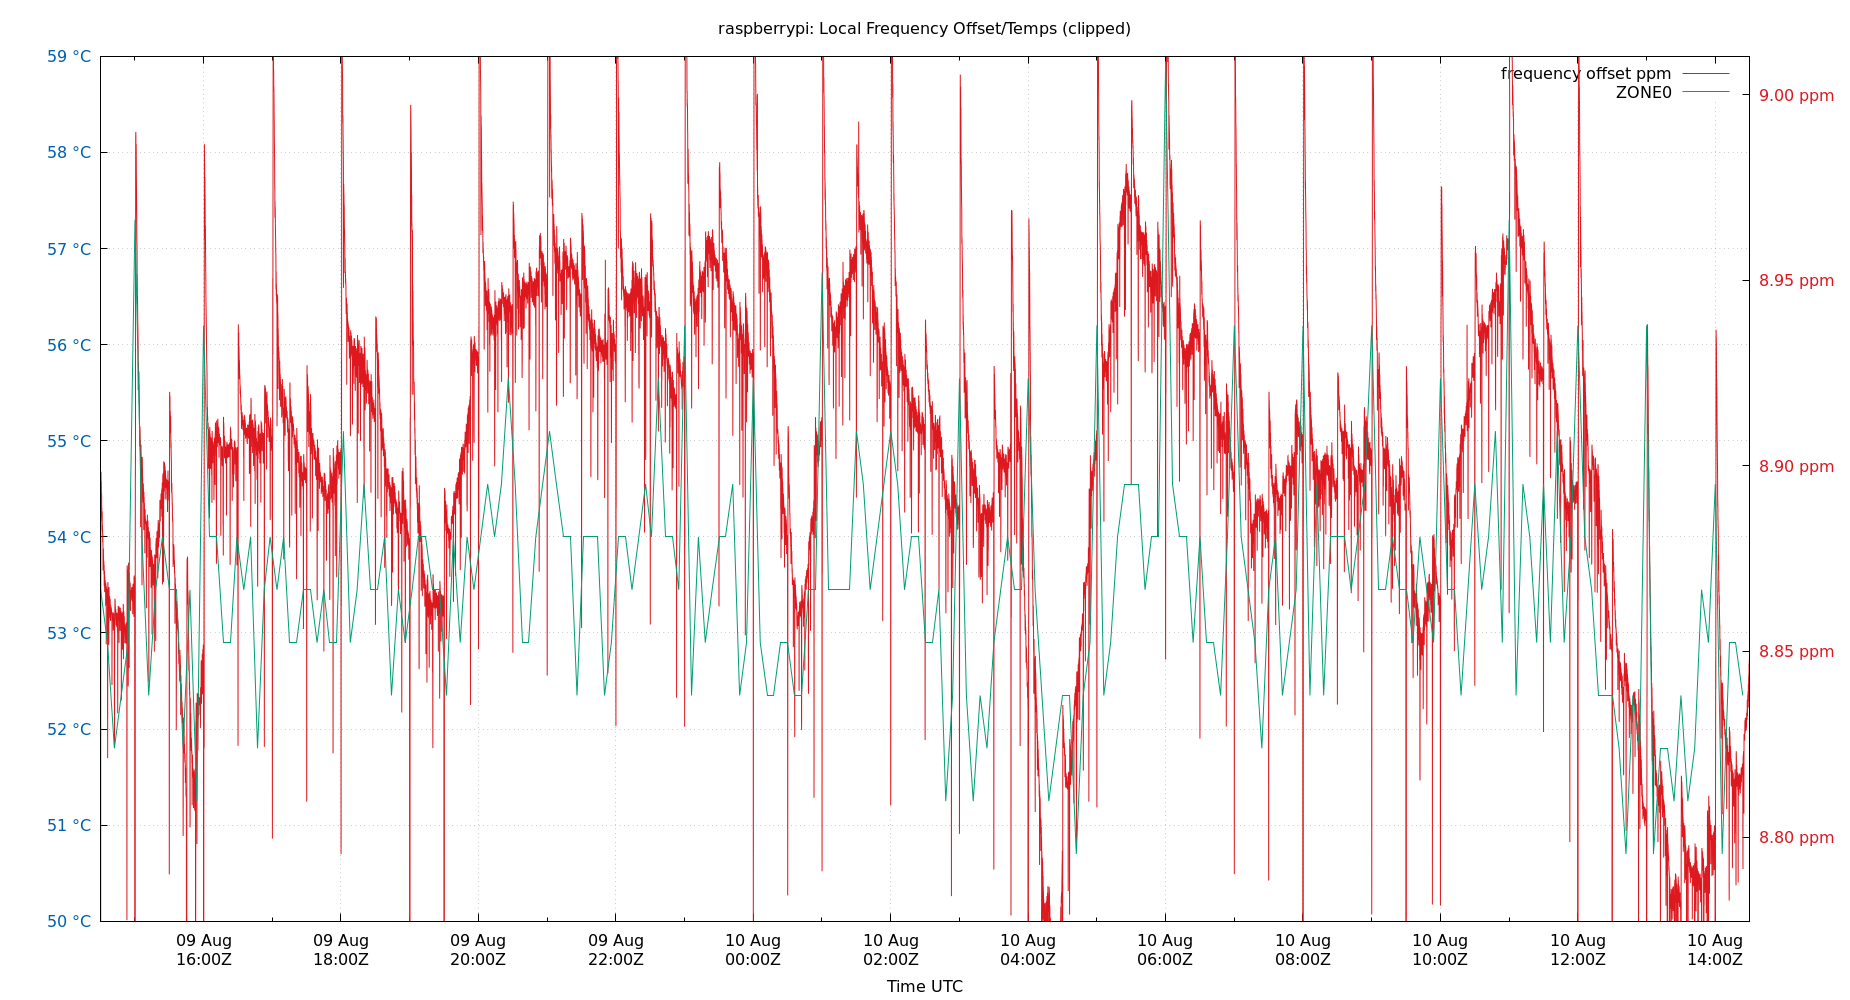 raspberrypi: Local Frequency Offset/Temps (clipped)
frequency offset ppm
ZONE0
59 °C
58 °C
57 °C
56 °C
55 °C
54 °C
53 °C
52 °C
51 °C
50 °C
9.00 ppm
8.95 ppm
8.90 ppm
8.85 ppm
8.80 ppm
09 Aug 09 Aug 09 Aug 09 Aug 10 Aug 10 Aug 10 Aug 10 Aug 10 Aug 10 Aug 10 Aug 10 Aug
16:00Z 18:00Z 20:00Z 22:00Z 00:00Z 02:00Z 04:00Z 06:00Z 08:00Z 10:00Z 12:00Z 14:00Z
Time UTC